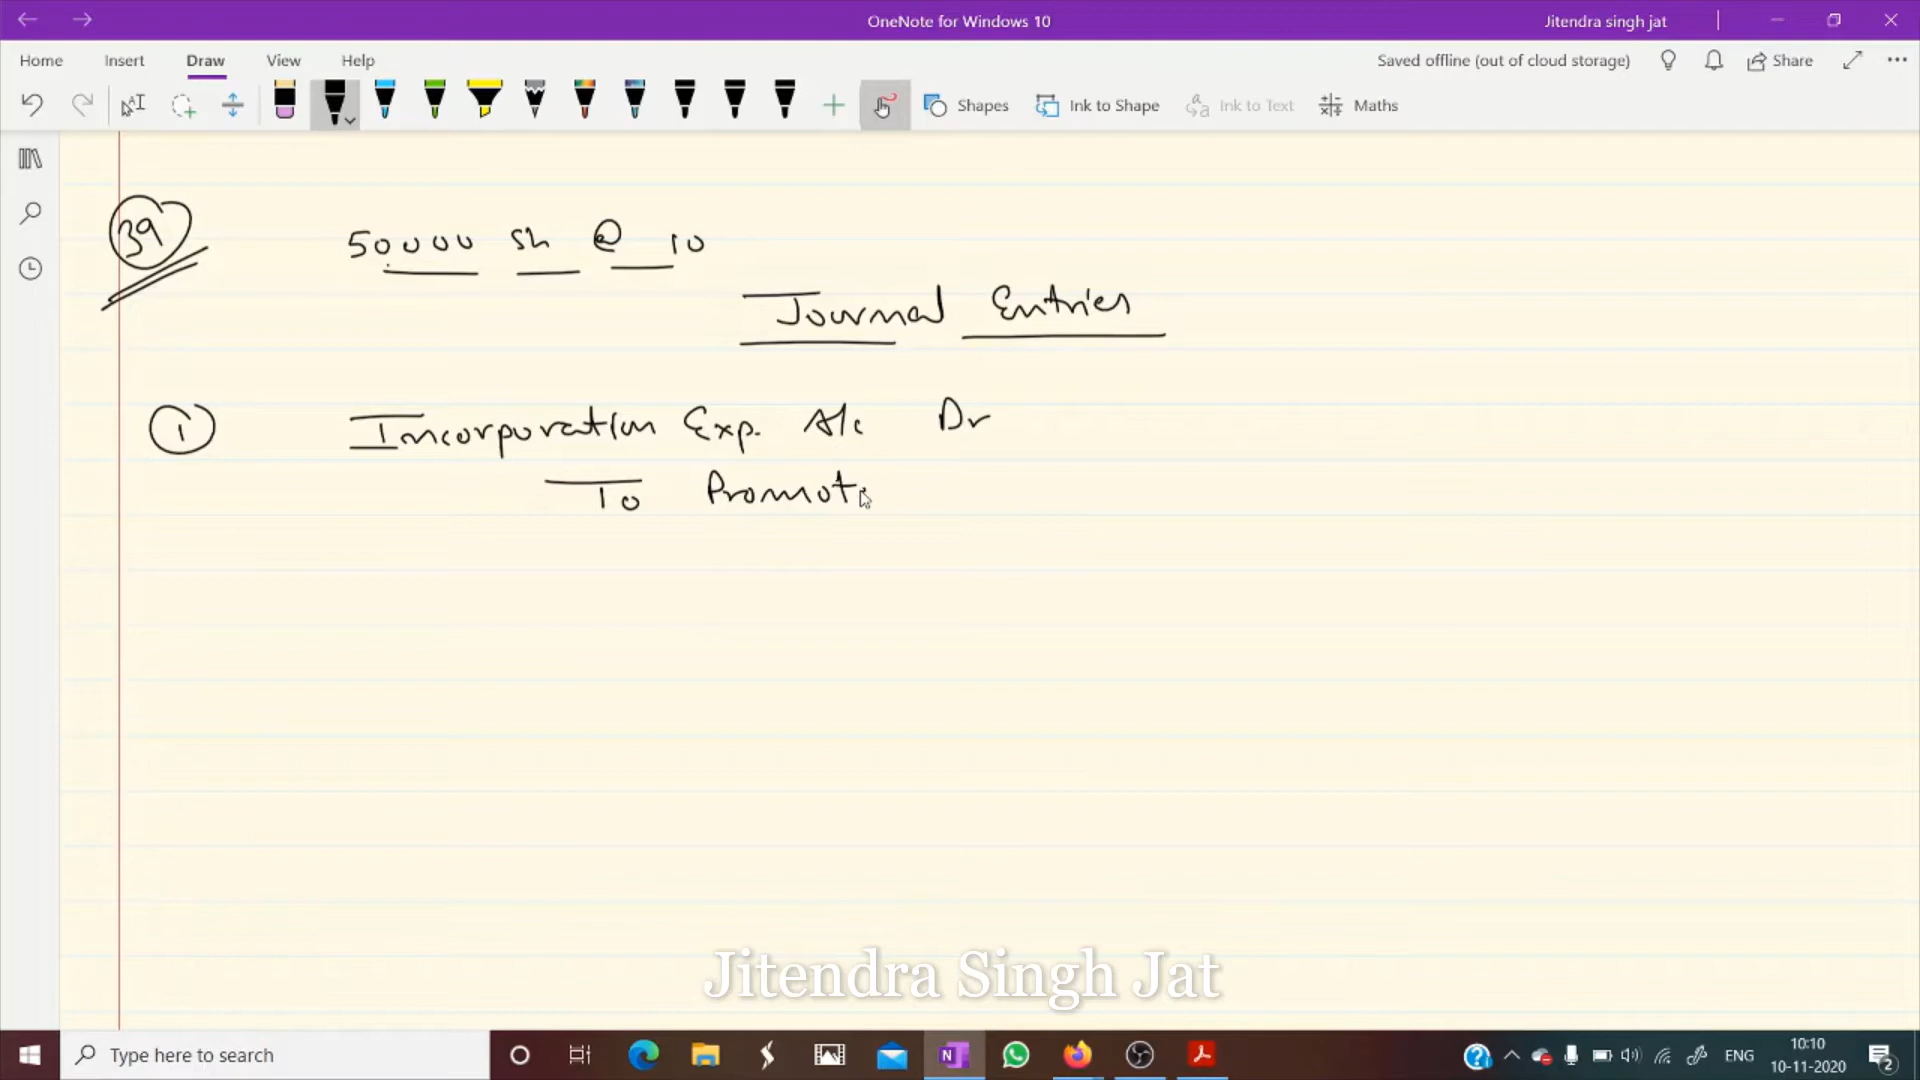 OneNote for Windows 10
Jitendra singh jat
Home Insert Draw View Help
Saved offline (out of cloud storage)
Share
Shapes
Ink to Shape
Ink to Text
Maths
39
50000 sh @ 10
Journal Entries
1 Incorporation Exp. A/c Dr
To Promot
Jitendra Singh Jat
Type here to search
ENG
10:10
10-11-2020
2